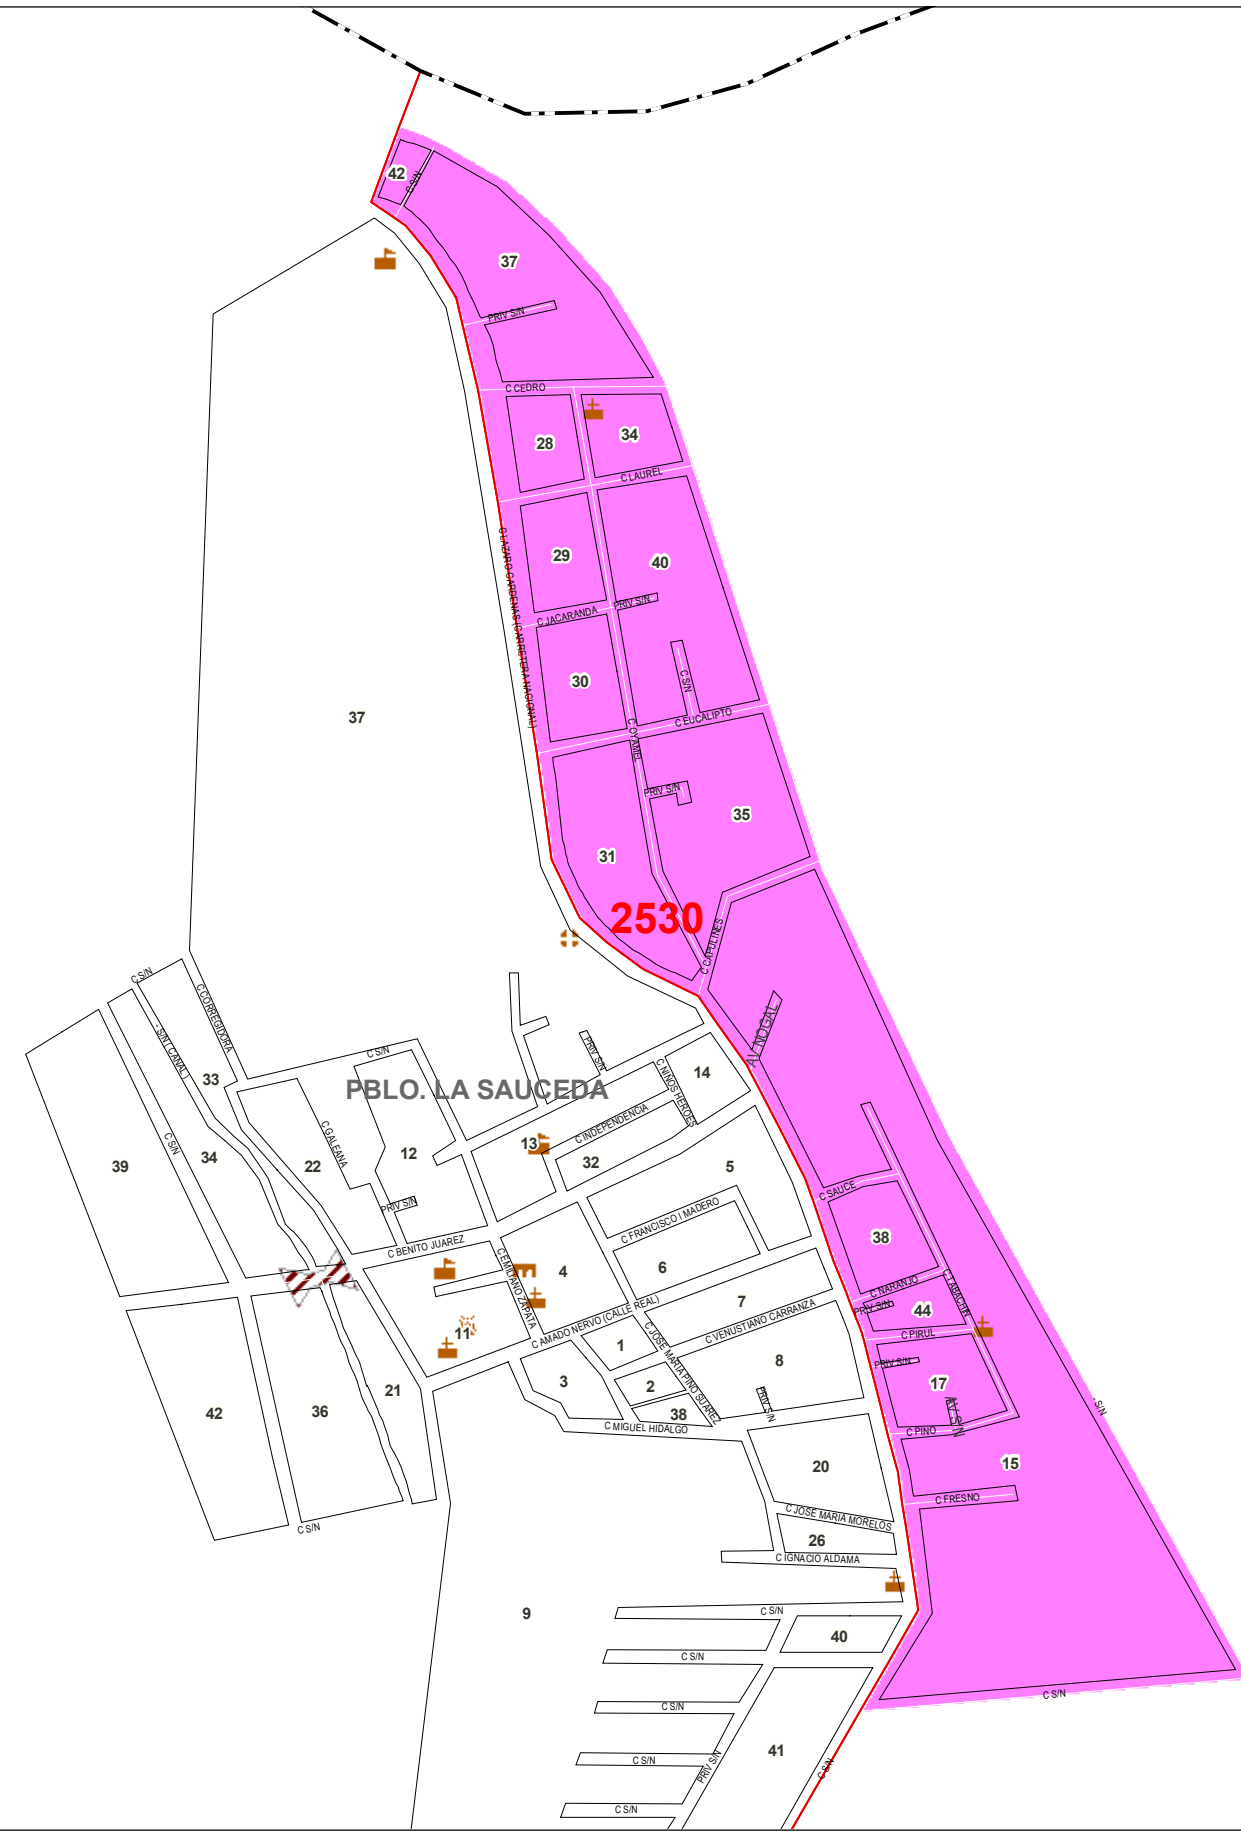 42
C S/N
37
PRIV S/N
C CEDRO
34
28
C LAUREL
C LAZARO CARDENAS (CARRETERA NACIONAL)
29
40
PRIV S/N
C JACARANDA
30
C S/N
37
C EUCALIPTO
C OYAMEL
PRIV S/N
35
31
2530
C CAPULINES
C S/N
C CORREGIDORA
- S/N ( CANAL )
AV NOGAL
C S/N
PRIV S/N
33
PBLO. LA SAUCEDA
C NIÑOS HEROES
14
C GALEANA
C INDEPENDENCIA
13
C S/N
12
34
39
22
32
5
C SAUCE
PRIV S/N
C FRANCISCO I MADERO
38
C BENITO JUAREZ
C EMILIANO ZAPATA
4
6
C NARANJO
C TABACHIN
7
PRIV S/N
44
C AMADO NERVO (CALLE REAL)
C VENUSTIANO CARRANZA
11
1
C JOSE MARIA PINO SUAREZ
C PIRUL
8
PRIV S/N
3
2
17
21
PRIV S/N
AV S/N
- S/N
42
36
38
C MIGUEL HIDALGO
C PINO
20
15
C FRESNO
C S/N
C JOSE MARIA MORELOS
26
C IGNACIO ALDAMA
9
C S/N
40
C S/N
C S/N
C S/N
41
C S/N
PRIV S/N
C S/N
C S/N